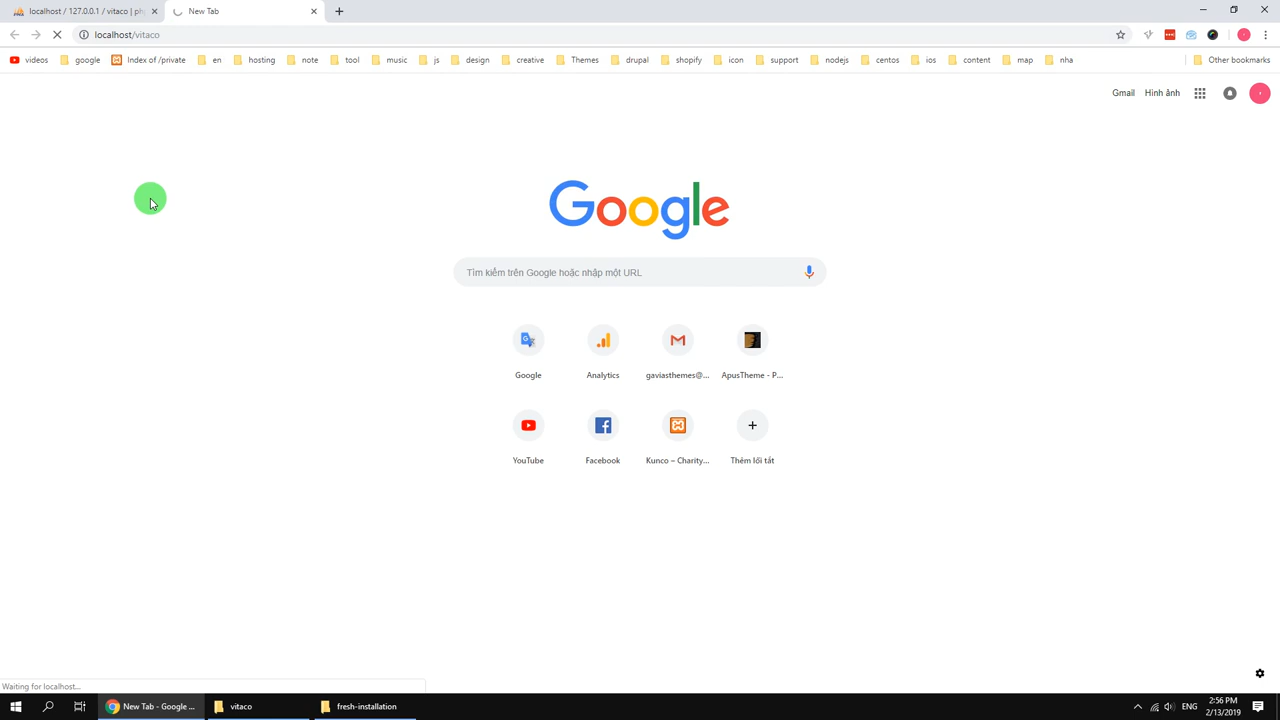 localhost / 127.0.0.1 / vitaco | ph
New Tab
localhost/vitaco
videos
google
Index of /private
en
hosting
note
tool
music
js
design
creative
Themes
drupal
shopify
icon
support
nodejs
centos
ios
content
map
nha
Other bookmarks
Gmail
Hình ảnh
Google
Tìm kiếm trên Google hoặc nhập một URL
Google
Analytics
gaviasthemes@...
ApusTheme - P...
YouTube
Facebook
Kunco – Charity...
Thêm lối tắt
Waiting for localhost...
New Tab - Google ...
vitaco
fresh-installation
ENG
2:56 PM
2/13/2019